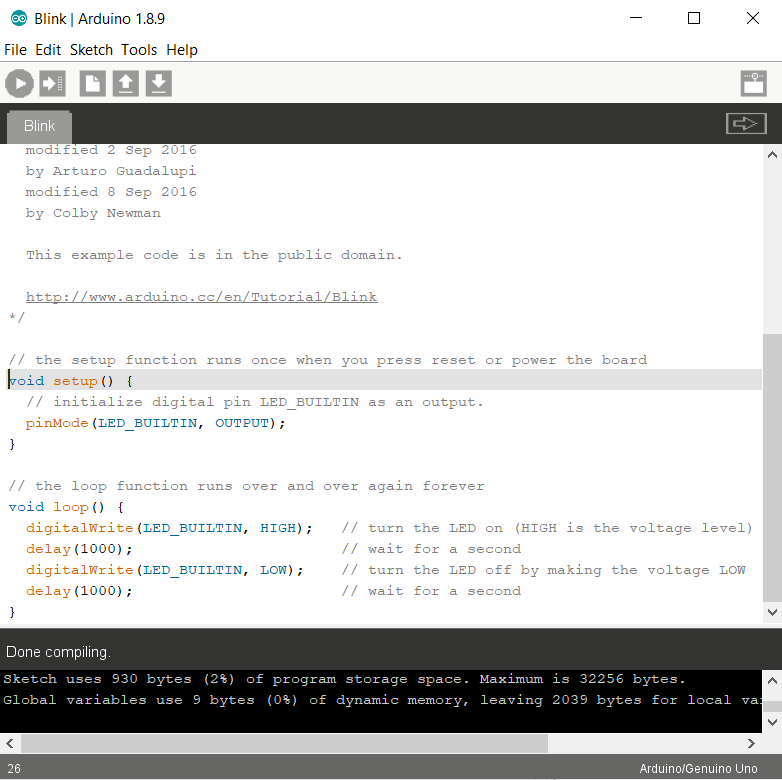 Blink | Arduino 1.8.9
File Edit Sketch Tools Help
Blink
modified 2 Sep 2016
by Arturo Guadalupi
modified 8 Sep 2016
by Colby Newman
This example code is in the public domain.
http://www.arduino.cc/en/Tutorial/Blink
*/
// the setup function runs once when you press reset or power the board
void setup() {
// initialize digital pin LED_BUILTIN as an output.
pinMode(LED_BUILTIN, OUTPUT);
}
// the loop function runs over and over again forever
void loop() {
digitalWrite(LED_BUILTIN, HIGH); // turn the LED on (HIGH is the voltage level)
delay(1000); // wait for a second
digitalWrite(LED_BUILTIN, LOW); // turn the LED off by making the voltage LOW
delay(1000); // wait for a second
}
Done compiling.
Sketch uses 930 bytes (2%) of program storage space. Maximum is 32256 bytes.
Global variables use 9 bytes (0%) of dynamic memory, leaving 2039 bytes for local
26 Arduino/Genuino Uno